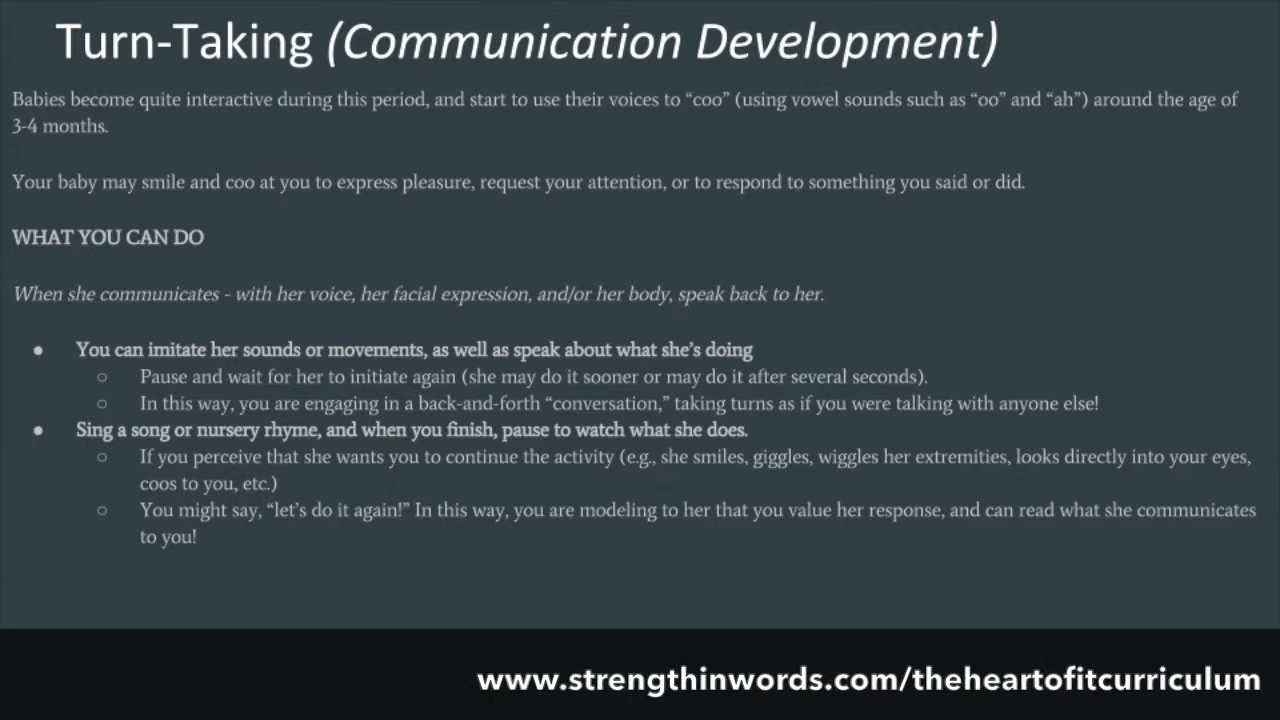 Turn-Taking (Communication Development)
Babies become quite interactive during this period, and start to use their voices to “coo” (using vowel sounds such as “oo” and “ah”) around the age of
3-4 months.
Your baby may smile and coo at you to express pleasure, request your attention, or to respond to something you said or did.
WHAT YOU CAN DO
When she communicates - with her voice, her facial expression, and/or her body, speak back to her.
● You can imitate her sounds or movements, as well as speak about what she’s doing
○ Pause and wait for her to initiate again (she may do it sooner or may do it after several seconds).
○ In this way, you are engaging in a back-and-forth “conversation,” taking turns as if you were talking with anyone else!
● Sing a song or nursery rhyme, and when you finish, pause to watch what she does.
○ If you perceive that she wants you to continue the activity (e.g., she smiles, giggles, wiggles her extremities, looks directly into your eyes,
coos to you, etc.)
○ You might say, “let’s do it again!” In this way, you are modeling to her that you value her response, and can read what she communicates
to you!
www.strengthinwords.com/theheartofitcurriculum